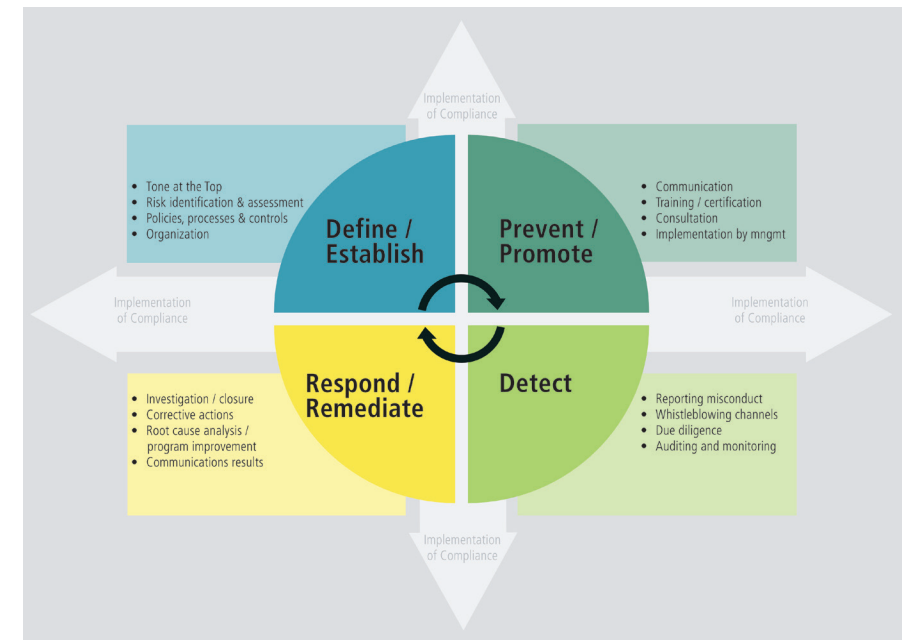 Implementation
of Compliance
• Tone at the Top
• Risk identification & assessment
• Policies, processes & controls
• Organization
Define /
Establish
Prevent /
Promote
• Communication
• Training / certification
• Consultation
• Implementation by mngmt
Implementation
of Compliance
Implementation
of Compliance
• Investigation / closure
• Corrective actions
• Root cause analysis /
program improvement
• Communications results
Respond /
Remediate
Detect
• Reporting misconduct
• Whistleblowing channels
• Due diligence
• Auditing and monitoring
Implementation
of Compliance